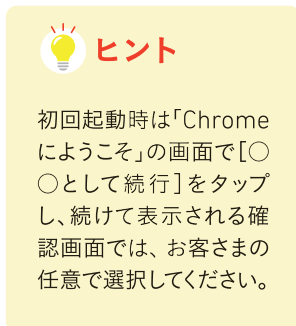 ヒント
初回起動時は「Chrome
にようこそ」の画面で[○
○として続行]をタップ
し、続けて表示される確
認画面では、お客さまの
任意で選択してください。